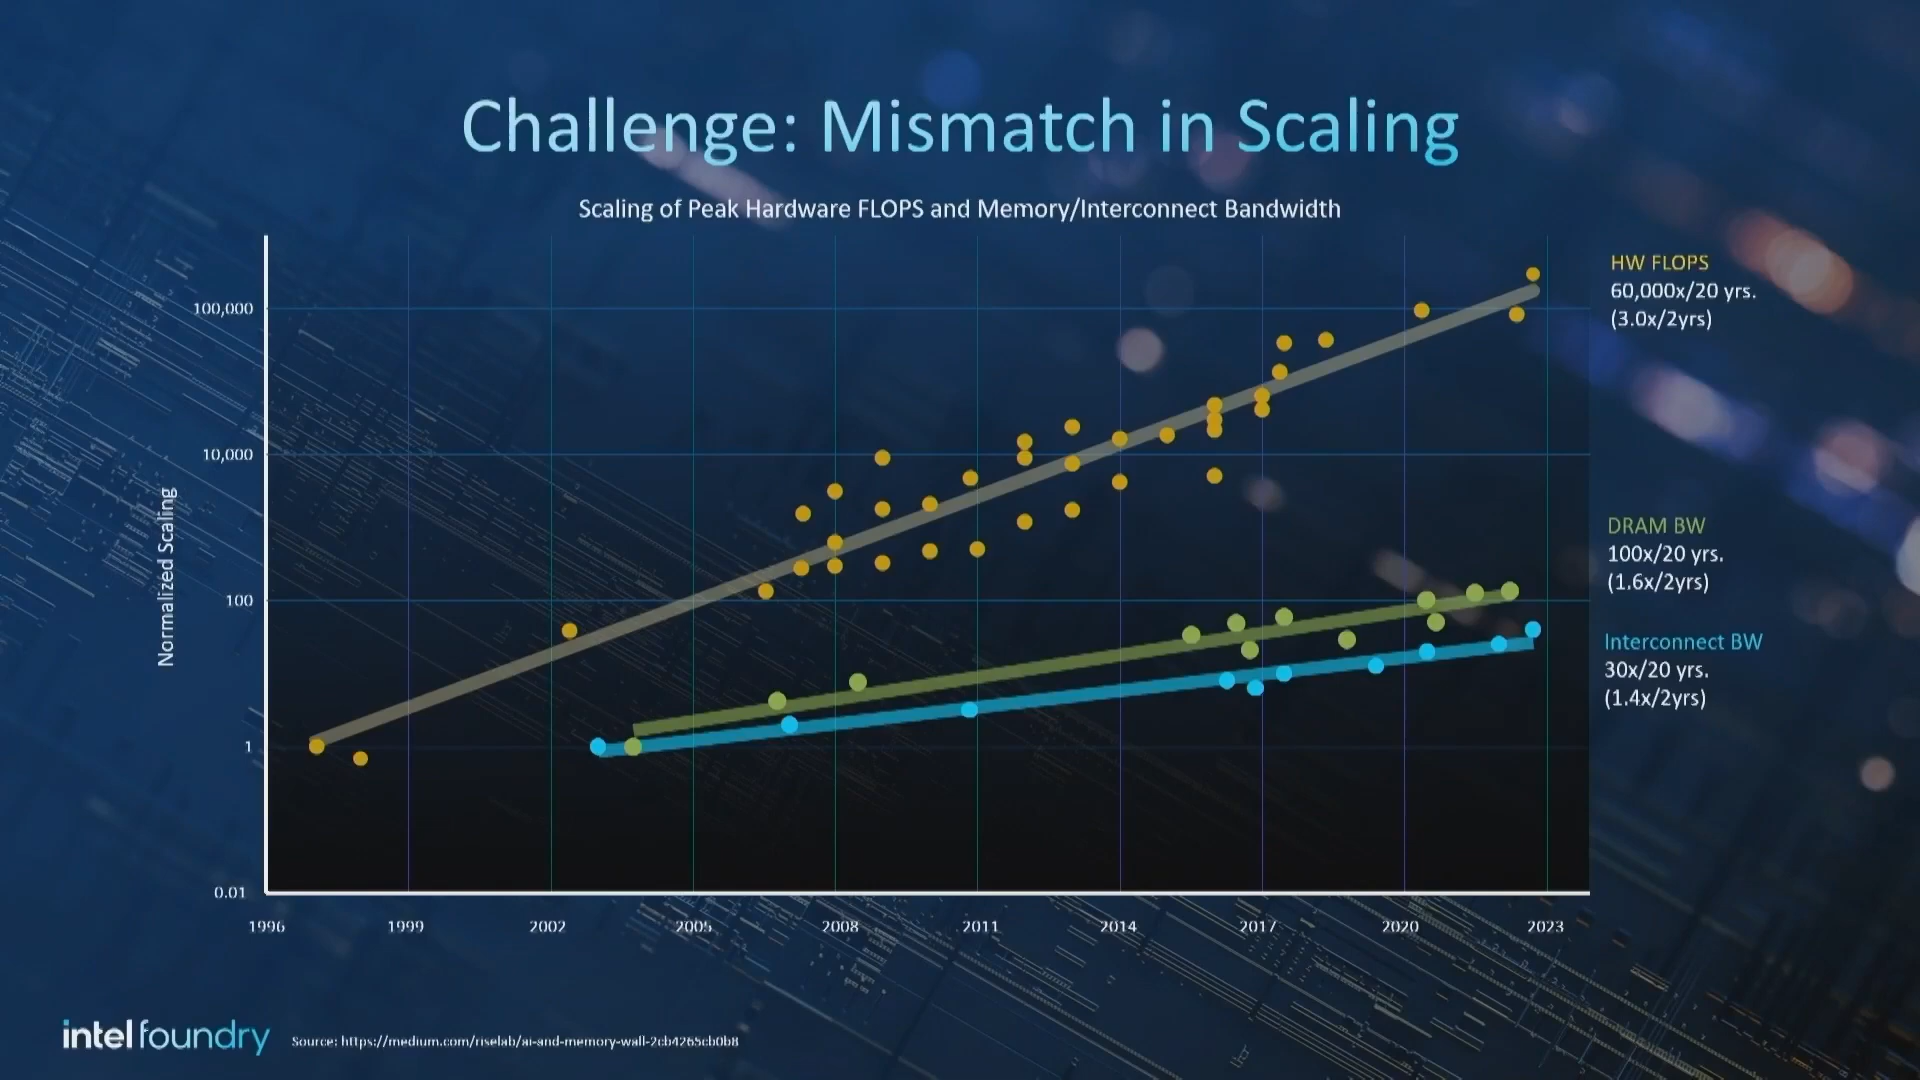 Challenge: Mismatch in Scaling
Scaling of Peak Hardware FLOPS and Memory/Interconnect Bandwidth
HW FLOPS
60,000x/20 yrs.
(3.0x/2yrs)
DRAM BW
100x/20 yrs.
(1.6x/2yrs)
Interconnect BW
30x/20 yrs.
(1.4x/2yrs)
Normalized Scaling
100,000
10,000
100
1
0.01
1996 1999 2002 2005 2008 2011 2014 2017 2020 2023
intel foundry
Source: https://medium.com/riselab/ai-and-memory-wall-2cb4265cb0b8